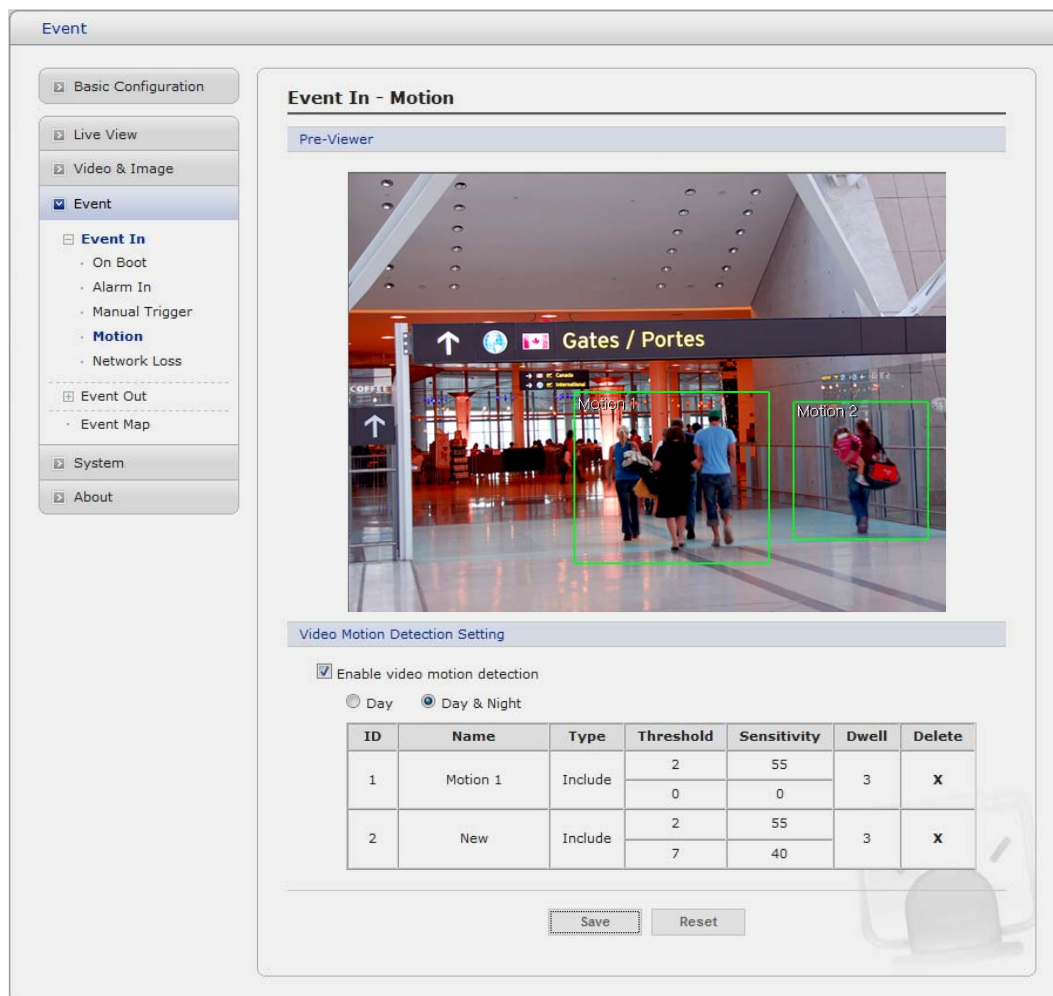 Event
Basic Configuration
Live View
Video & Image
Event
Event In
On Boot
Alarm In
Manual Trigger
Motion
Network Loss
Event Out
Event Map
System
About
Event In - Motion
Pre-Viewer
Gates / Portes
Canada
International
COFFEE
Motion 1
Motion 2
Video Motion Detection Setting
Enable video motion detection
Day Day & Night
ID Name Type Threshold Sensitivity Dwell Delete
1 Motion 1 Include 2 55 3 X
0 0
2 New Include 2 55 3 X
7 40
Save Reset